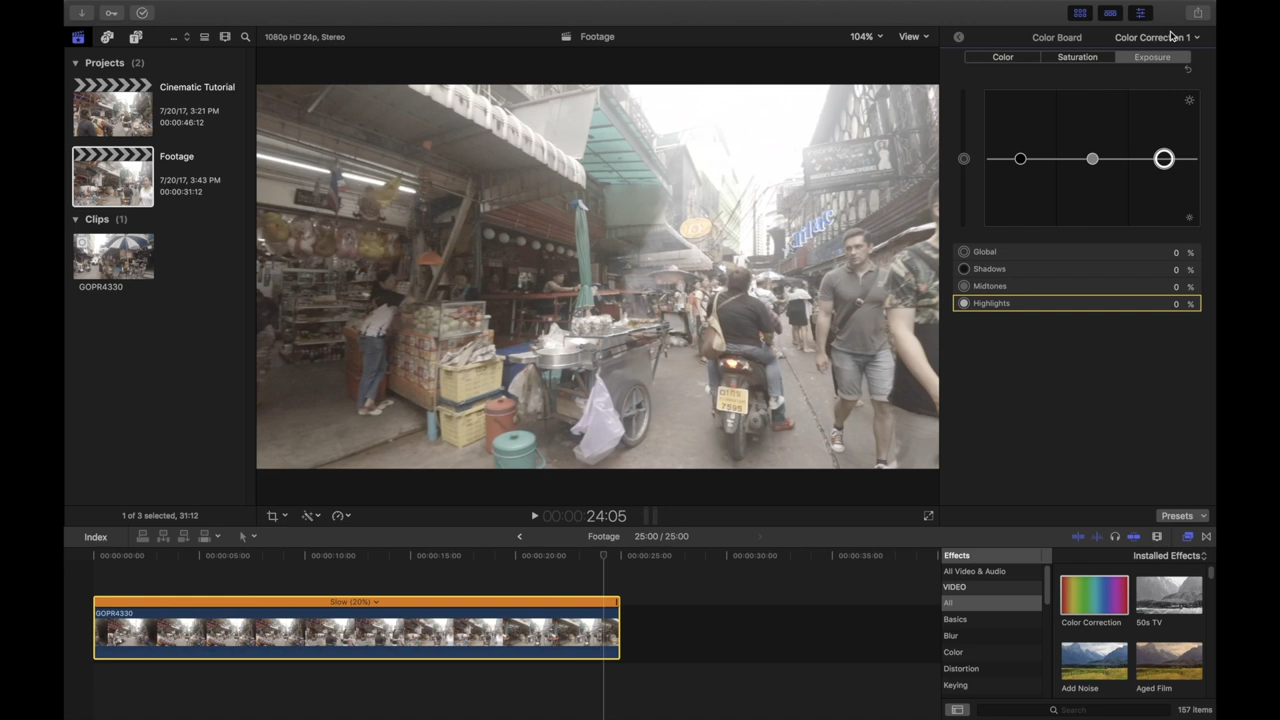 1080p HD 24p, Stereo
Footage
104%
View
Color Board
Color Correction 1
Color
Saturation
Exposure
Projects (2)
Cinematic Tutorial
7/20/17, 3:21 PM
00:00:46:12
Footage
7/20/17, 3:43 PM
00:00:31:12
Clips (1)
GOPR4330
7595
Global 0 %
Shadows 0 %
Midtones 0 %
Highlights 0 %
1 of 3 selected, 31:12
00:00:24:05
Presets
Index
Footage
25:00 / 25:00
00:00:00:00
00:00:05:00
00:00:10:00
00:00:15:00
00:00:20:00
00:00:25:00
00:00:30:00
00:00:35:00
Slow (20%)
GOPR4330
Effects
Installed Effects
All Video & Audio
VIDEO
All
Basics
Blur
Color
Distortion
Keying
Color Correction
50s TV
Add Noise
Aged Film
Search
157 items